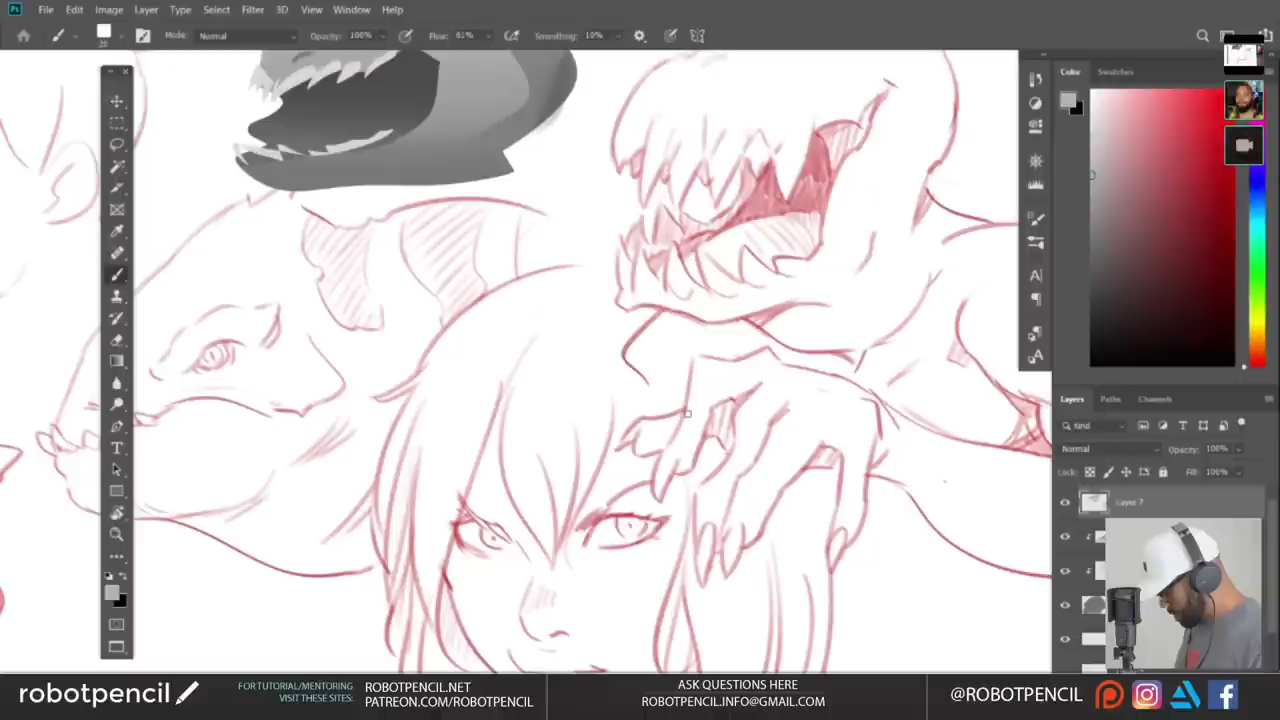 Ps File Edit Image Layer Type Select Filter 3D View Window Help
Mode: Normal Opacity: 100% Flow: 61% Smoothing: 10%
Color Swatches
Layers Paths Channels
Kind
Normal Opacity: 100%
Lock: Fill: 100%
Layer 7
robotpencil
FOR TUTORIAL/MENTORING
VISIT THESE SITES:
ROBOTPENCIL.NET
PATREON.COM/ROBOTPENCIL
ASK QUESTIONS HERE
ROBOTPENCIL.INFO@GMAIL.COM
@ROBOTPENCIL